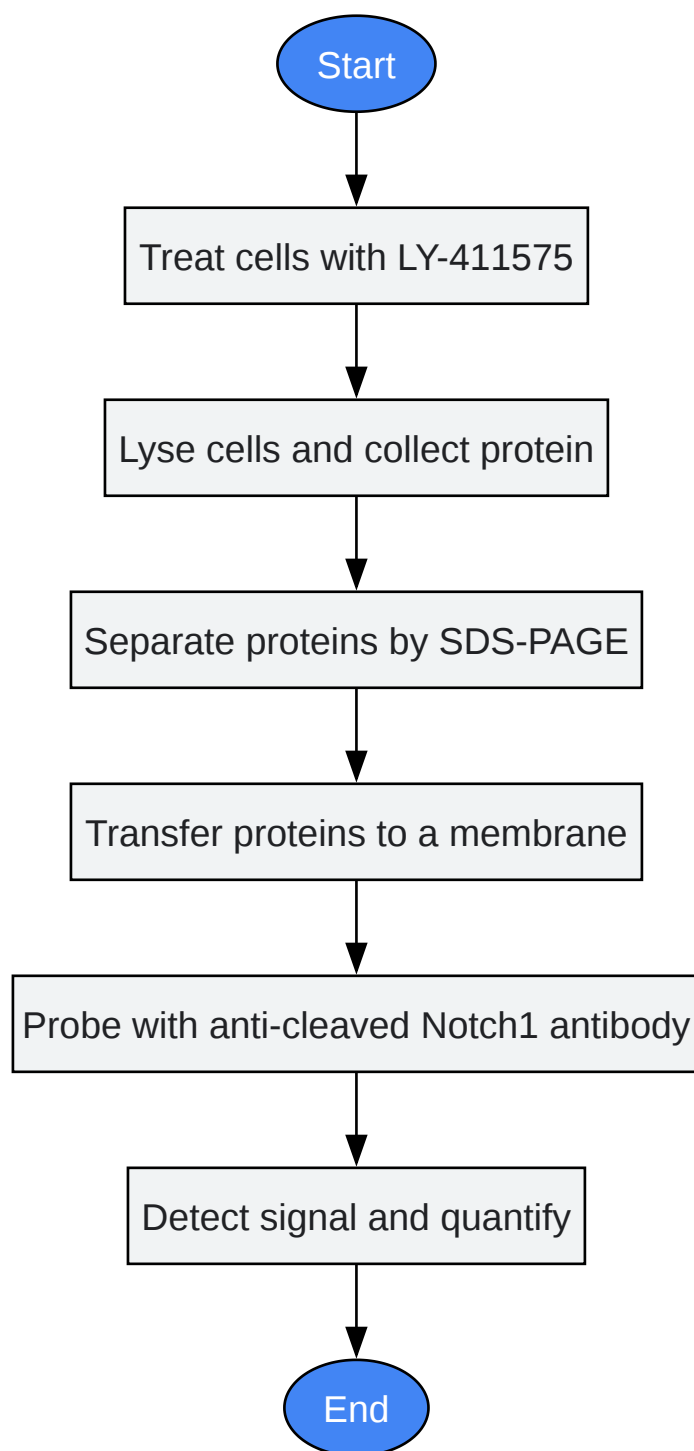 Start
Treat cells with LY-411575
Lyse cells and collect protein
Separate proteins by SDS-PAGE
Transfer proteins to a membrane
Probe with anti-cleaved Notch1 antibody
Detect signal and quantify
End